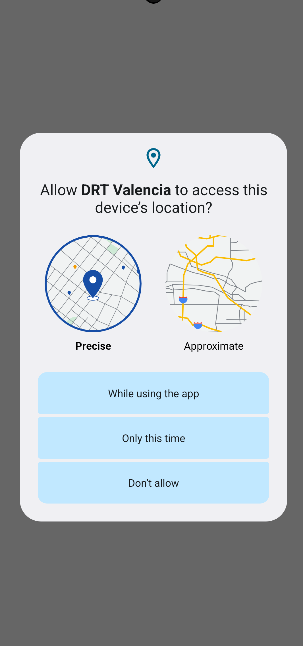 Allow DRT Valencia to access this
device's location?
Precise
Approximate
While using the app
Only this time
Don't allow